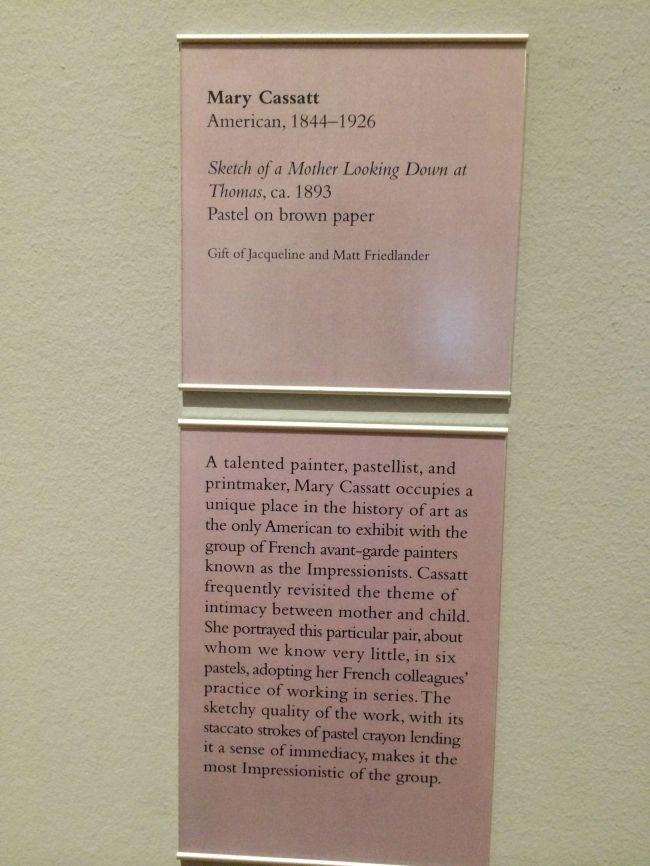 Mary Cassatt
American, 1844–1926
Sketch of a Mother Looking Down at
Thomas, ca. 1893
Pastel on brown paper
Gift of Jacqueline and Matt Friedlander
A talented painter, pastellist, and
printmaker, Mary Cassatt occupies a
unique place in the history of art as
the only American to exhibit with the
group of French avant-garde painters
known as the Impressionists. Cassatt
frequently revisited the theme of
intimacy between mother and child.
She portrayed this particular pair, about
whom we know very little, in six
pastels, adopting her French colleagues’
practice of working in series. The
sketchy quality of the work, with its
staccato strokes of pastel crayon lending
it a sense of immediacy, makes it the
most Impressionistic of the group.